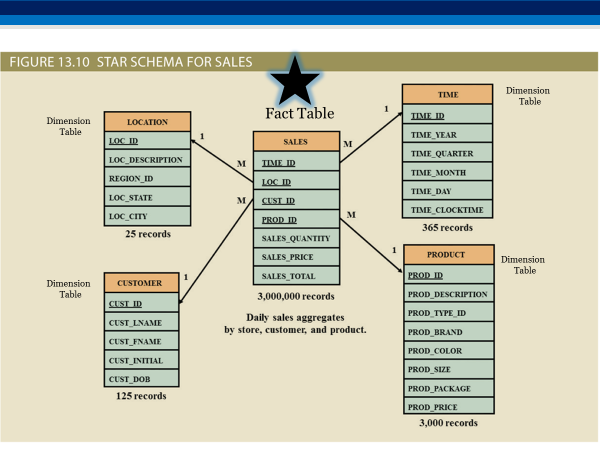 FIGURE 13.10 STAR SCHEMA FOR SALES
Fact Table
Dimension
Table
LOCATION
LOC_ID
LOC_DESCRIPTION
REGION_ID
LOC_STATE
LOC_CITY
25 records
1
M
Dimension
Table
CUSTOMER
CUST_ID
CUST_LNAME
CUST_FNAME
CUST_INITIAL
CUST_DOB
125 records
1
M
SALES
TIME_ID
LOC_ID
CUST_ID
PROD_ID
SALES_QUANTITY
SALES_PRICE
SALES_TOTAL
3,000,000 records
Daily sales aggregates
by store, customer, and product.
M
1
TIME
TIME_ID
TIME_YEAR
TIME_QUARTER
TIME_MONTH
TIME_DAY
TIME_CLOCKTIME
365 records
Dimension
Table
M
1
PRODUCT
PROD_ID
PROD_DESCRIPTION
PROD_TYPE_ID
PROD_BRAND
PROD_COLOR
PROD_SIZE
PROD_PACKAGE
PROD_PRICE
3,000 records
Dimension
Table